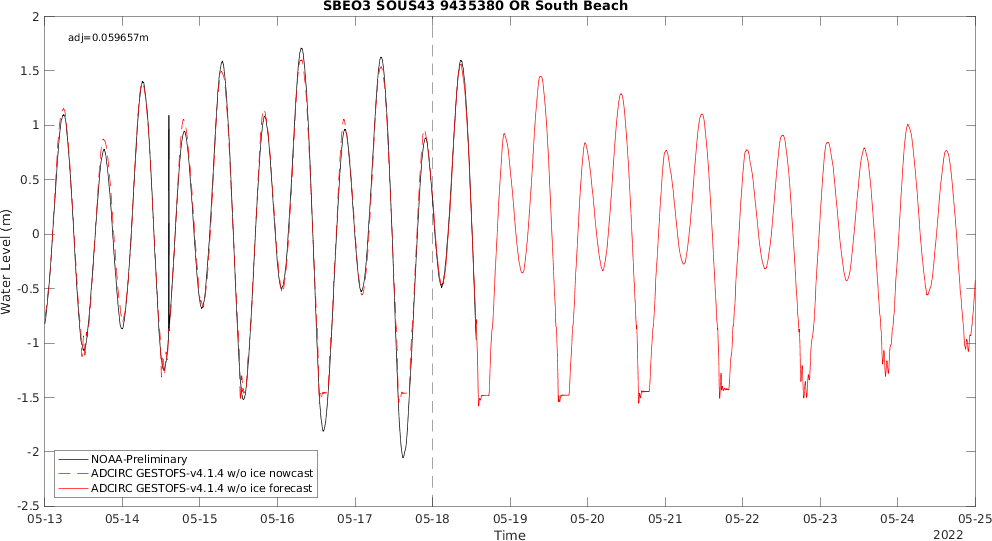 SBEO3 SOUS43 9435380 OR South Beach
adj=0.059657m
2
1.5
1
0.5
0
-0.5
-1
-1.5
-2
-2.5
Water Level (m)
NOAA-Preliminary
ADCIRC GESTOFS-v4.1.4 w/o ice nowcast
ADCIRC GESTOFS-v4.1.4 w/o ice forecast
05-13 05-14 05-15 05-16 05-17 05-18 05-19 05-20 05-21 05-22 05-23 05-24 05-25
Time
2022